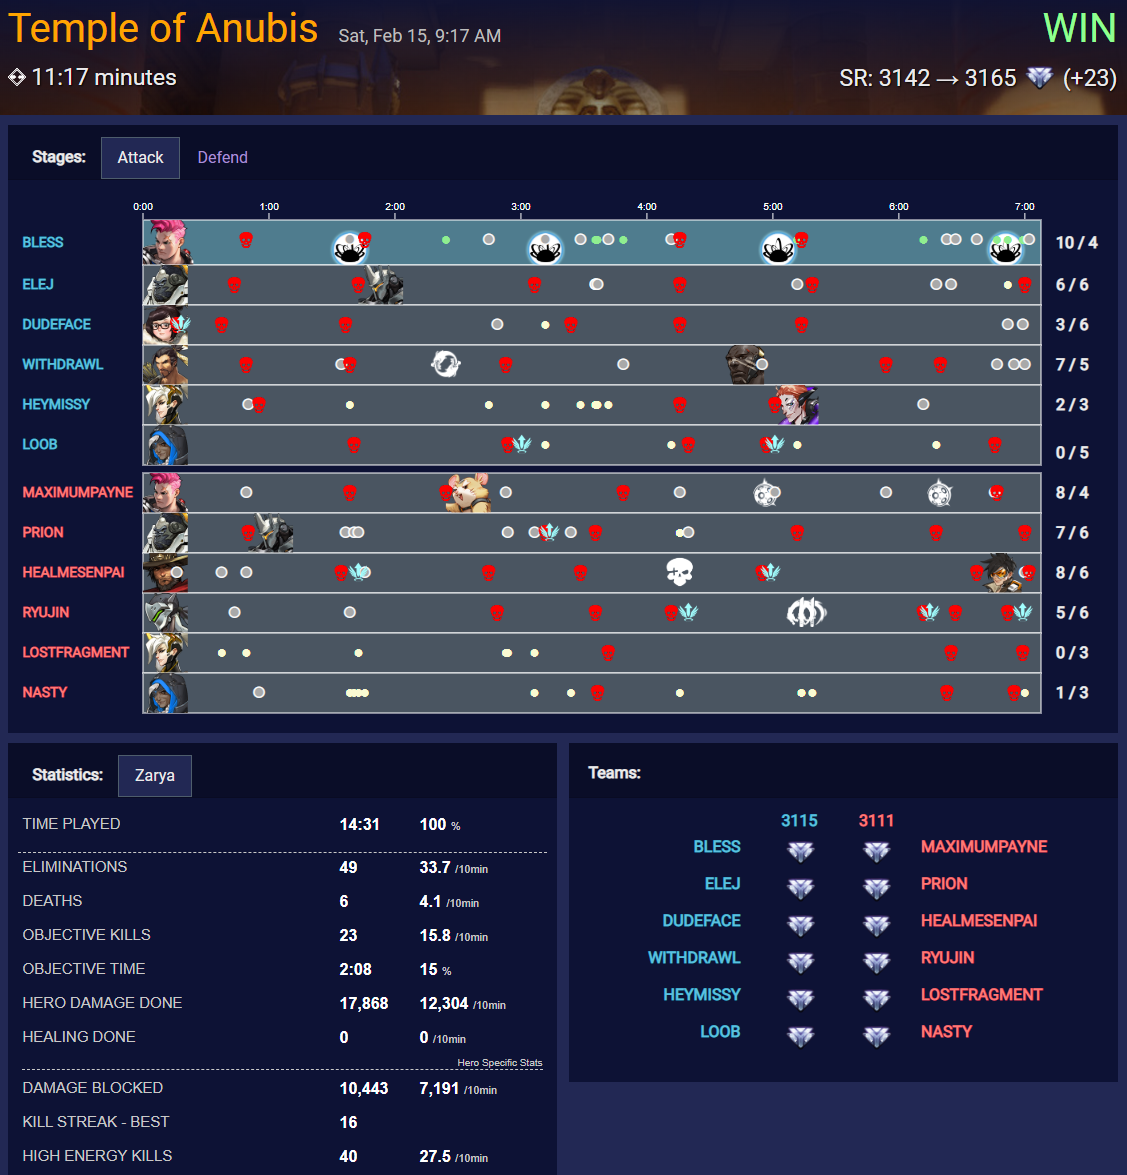 Temple of Anubis Sat, Feb 15, 9:17 AM WIN
11:17 minutes SR: 3142 → 3165 (+23)
Stages: Attack Defend
0:00 1:00 2:00 3:00 4:00 5:00 6:00 7:00
BLESS 10 / 4
ELEJ 6 / 6
DUDEFACE 3 / 6
WITHDRAWL 7 / 5
HEYMISSY 2 / 3
LOOB 0 / 5
MAXIMUMPAYNE 8 / 4
PRION 7 / 6
HEALMESENPAI 8 / 6
RYUJIN 5 / 6
LOSTFRAGMENT 0 / 3
NASTY 1 / 3
Statistics: Zarya
TIME PLAYED 14:31 100 %
ELIMINATIONS 49 33.7 /10min
DEATHS 6 4.1 /10min
OBJECTIVE KILLS 23 15.8 /10min
OBJECTIVE TIME 2:08 15 %
HERO DAMAGE DONE 17,868 12,304 /10min
HEALING DONE 0 0 /10min
Hero Specific Stats
DAMAGE BLOCKED 10,443 7,191 /10min
KILL STREAK - BEST 16
HIGH ENERGY KILLS 40 27.5 /10min
Teams:
3115 3111
BLESS MAXIMUMPAYNE
ELEJ PRION
DUDEFACE HEALMESENPAI
WITHDRAWL RYUJIN
HEYMISSY LOSTFRAGMENT
LOOB NASTY